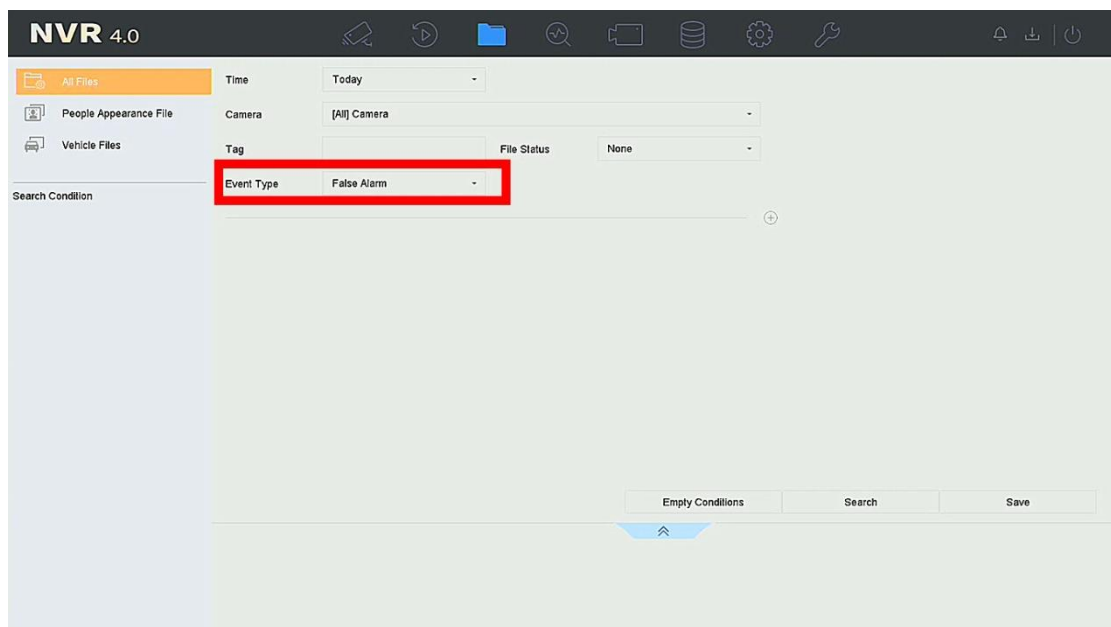 NVR 4.0
All Files
People Appearance File
Vehicle Files
Search Condition
Time Today
Camera [All] Camera
Tag File Status None
Event Type False Alarm
Empty Conditions Search Save